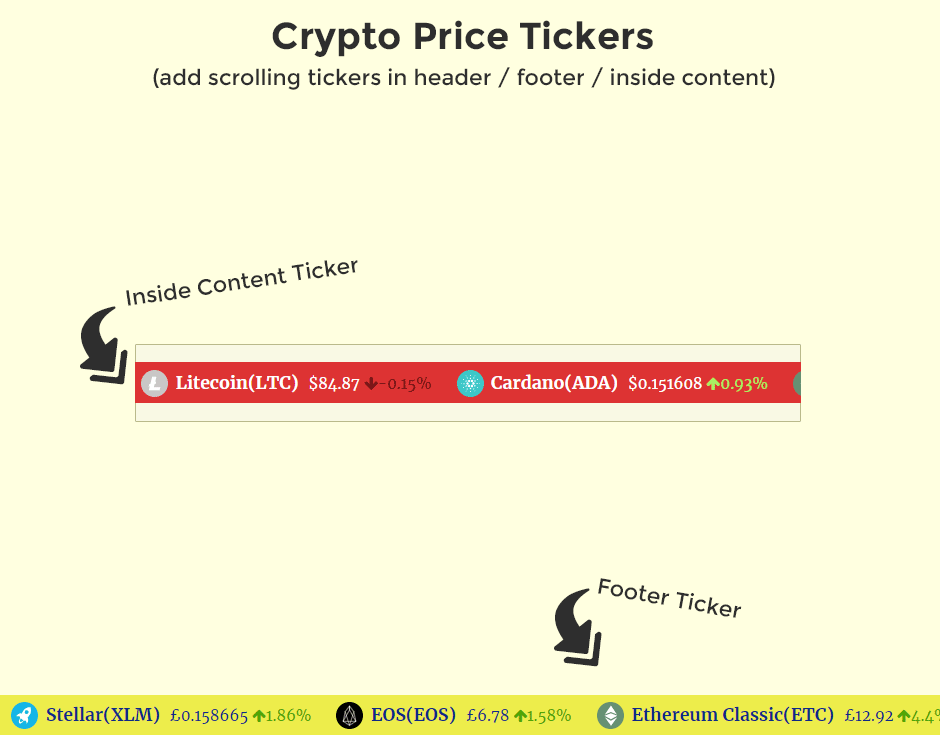 Crypto Price Tickers
(add scrolling tickers in header / footer / inside content)
Inside Content Ticker
Litecoin(LTC) $84.87 -0.15% Cardano(ADA) $0.151608 0.93%
Footer Ticker
Stellar(XLM) £0.158665 1.86% EOS(EOS) £6.78 1.58% Ethereum Classic(ETC) £12.92 4.4%